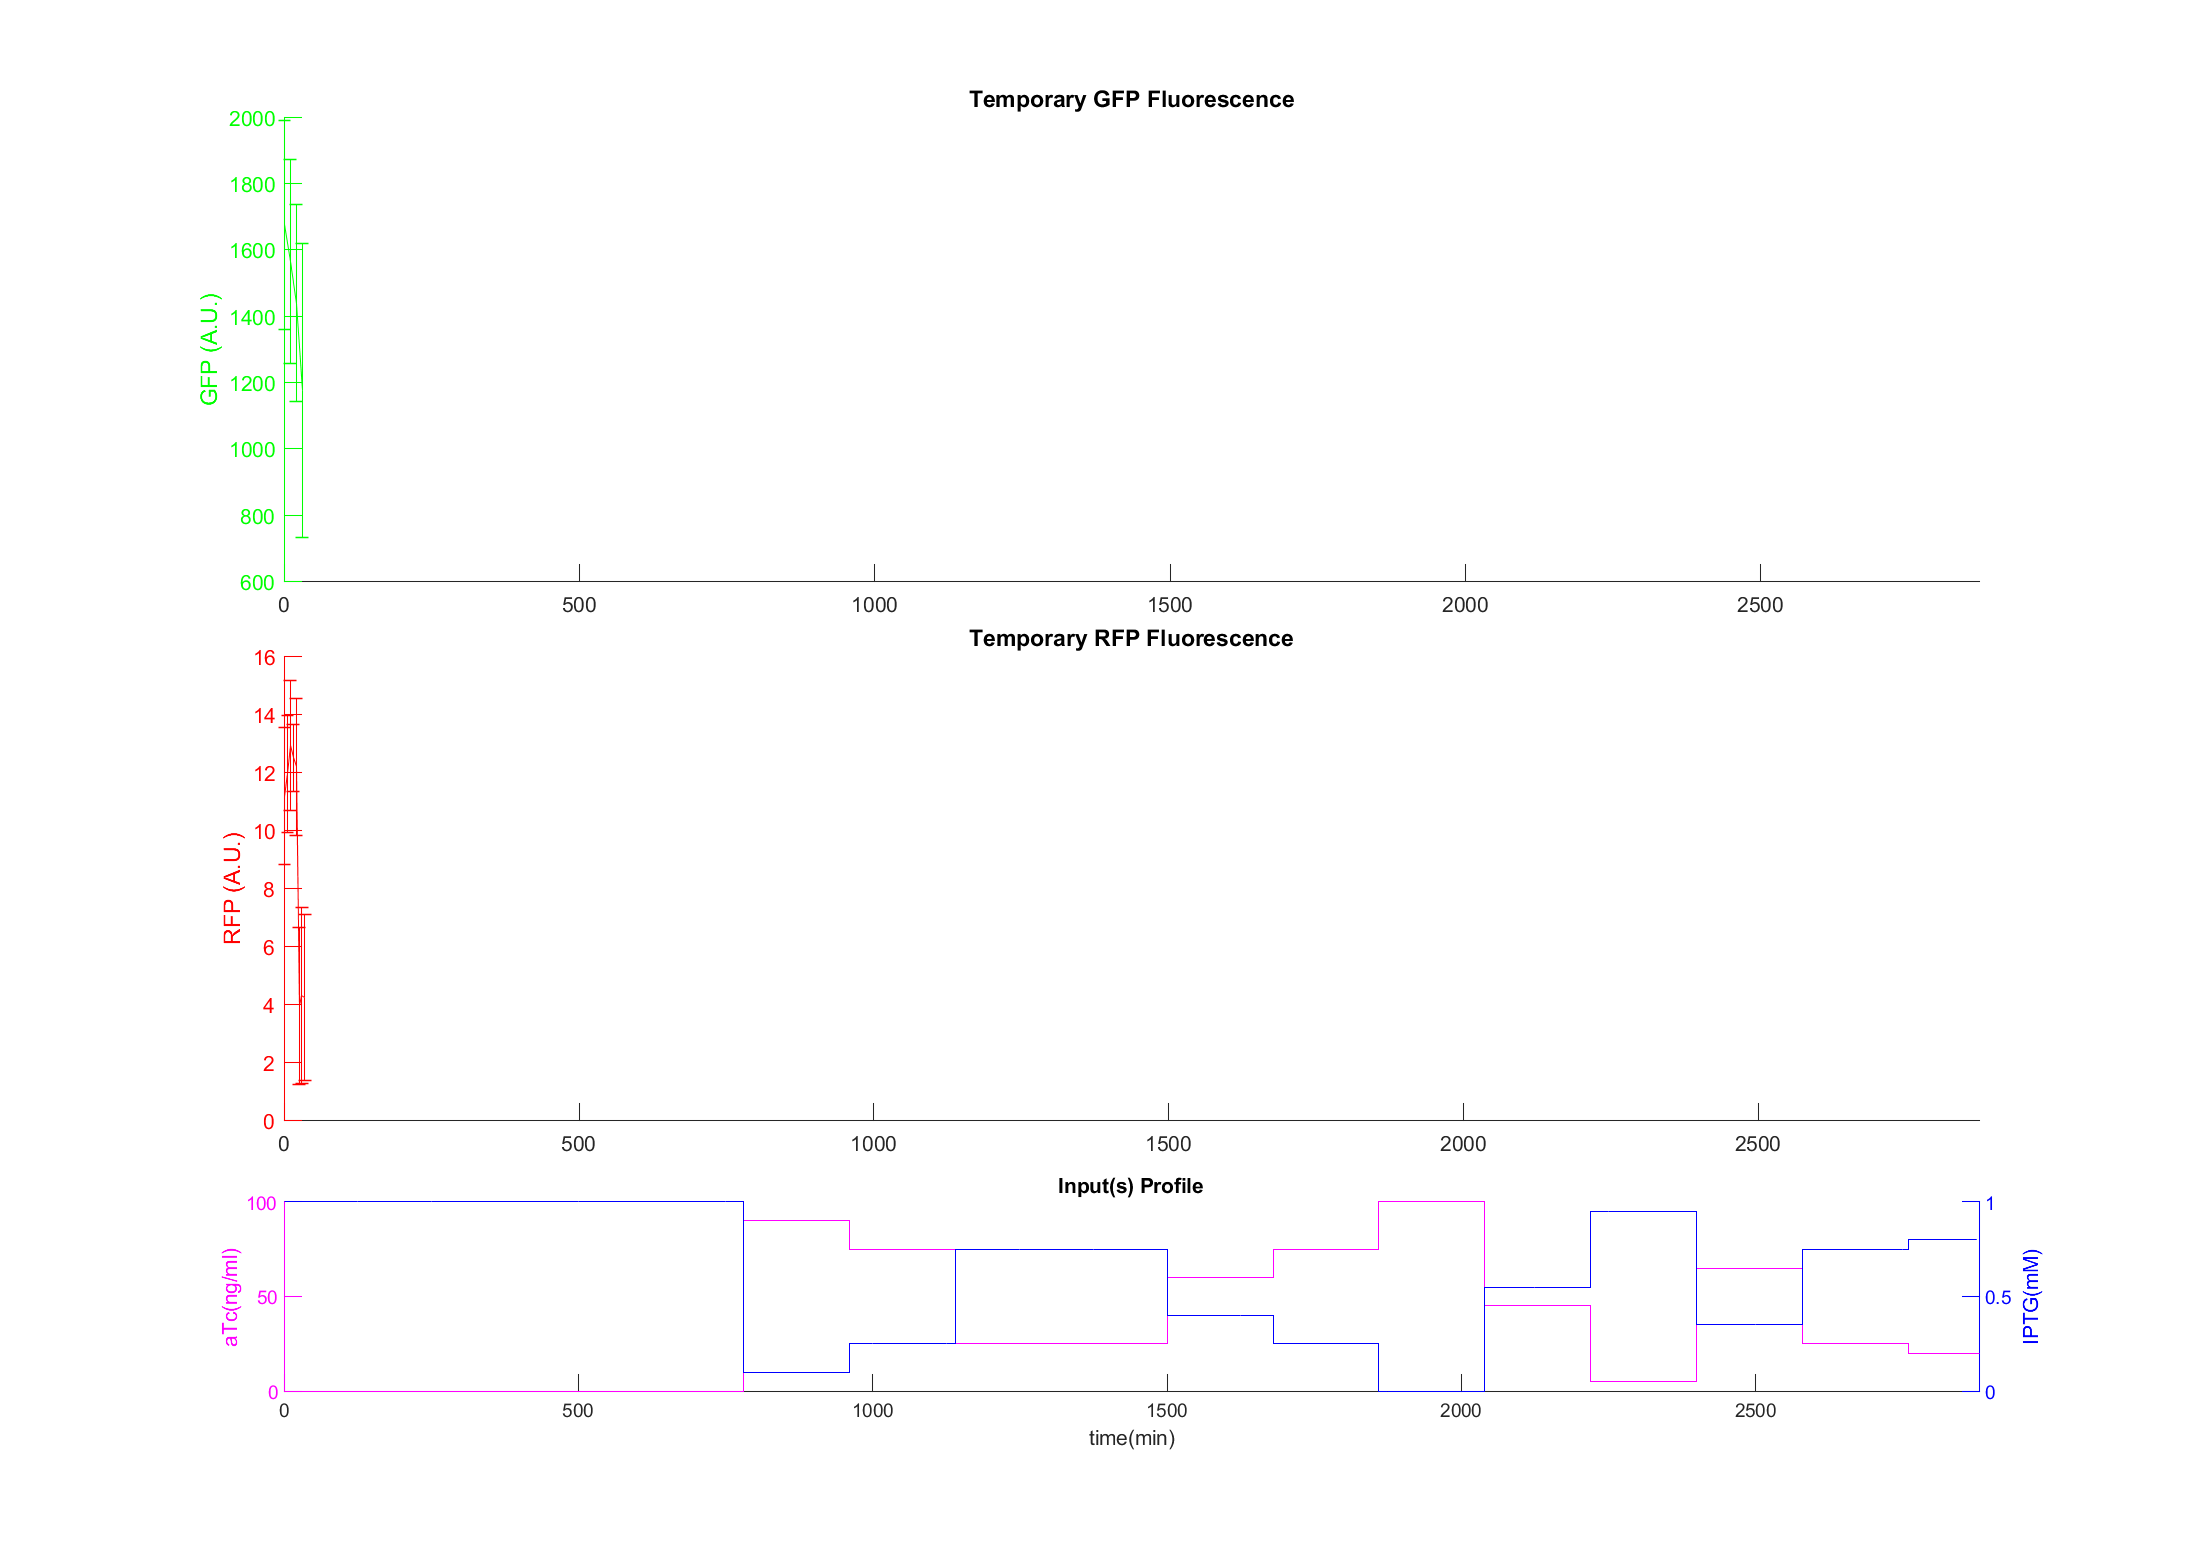 Temporary GFP Fluorescence
2000
1800
1600
1400
1200
1000
800
600
GFP (A.U.)
0 500 1000 1500 2000 2500
Temporary RFP Fluorescence
16
14
12
10
8
6
4
2
0
RFP (A.U.)
0 500 1000 1500 2000 2500
Input(s) Profile
100
50
0
aTc(ng/ml)
1
0.5
0
IPTG(mM)
0 500 1000 1500 2000 2500
time(min)